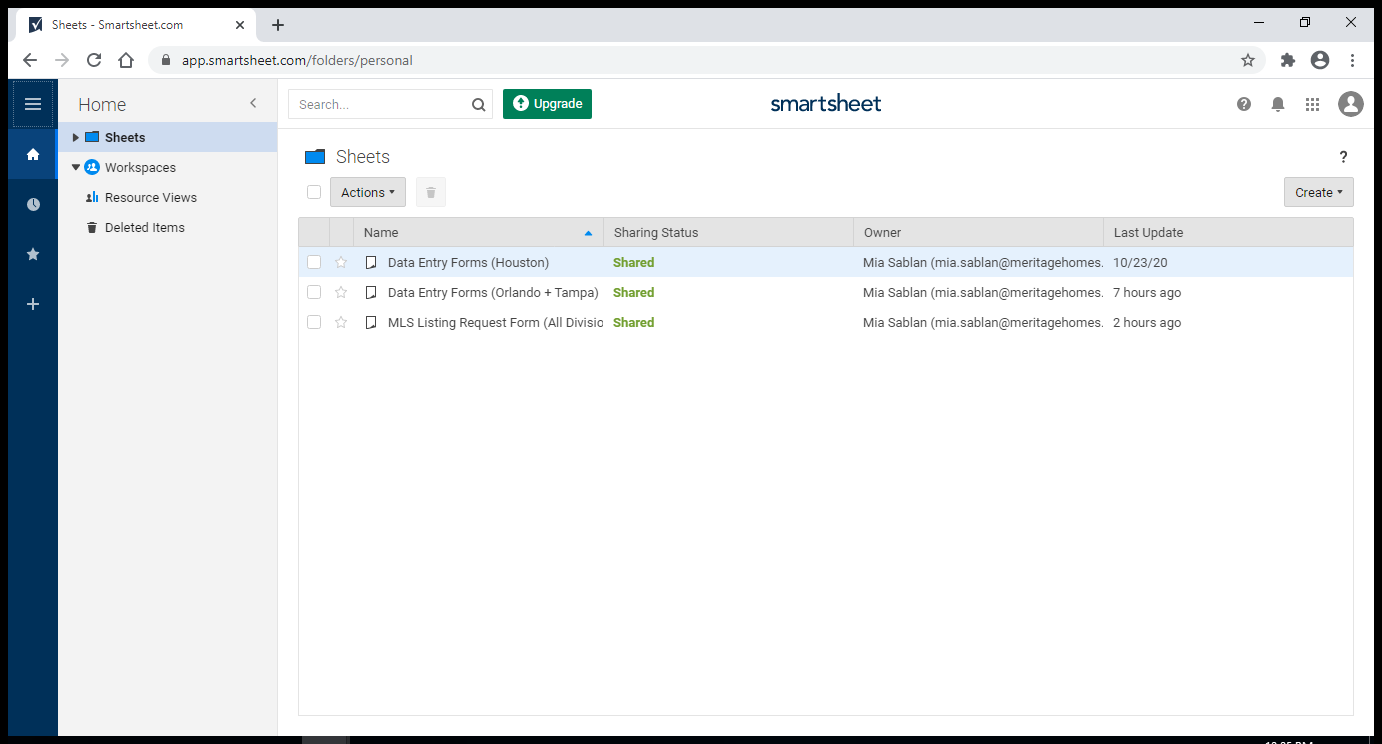 Sheets - Smartsheet.com
app.smartsheet.com/folders/personal
Home
Search...
Upgrade
smartsheet
Sheets
Workspaces
Resource Views
Deleted Items
Sheets
Actions
Create
Name Sharing Status Owner Last Update
Data Entry Forms (Houston) Shared Mia Sablan (mia.sablan@meritagehomes. 10/23/20
Data Entry Forms (Orlando + Tampa) Shared Mia Sablan (mia.sablan@meritagehomes. 7 hours ago
MLS Listing Request Form (All Divisio Shared Mia Sablan (mia.sablan@meritagehomes. 2 hours ago